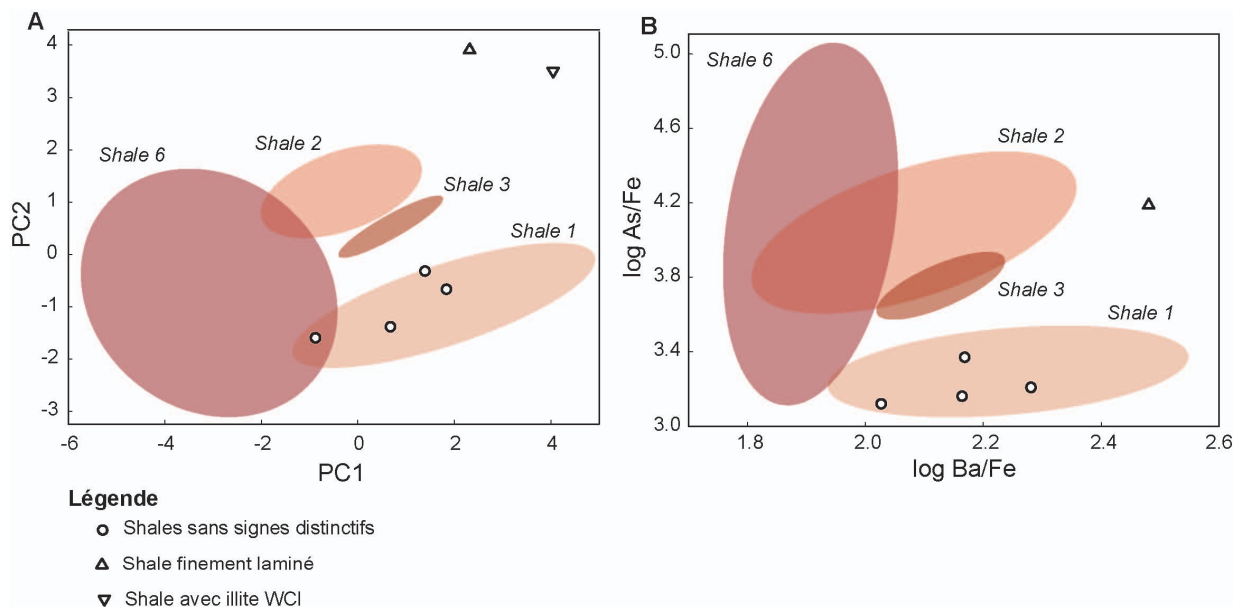 A
4
3
2
1
0
-1
-2
-3
PC2
Shale 6
Shale 2
Shale 3
Shale 1
-6
-4
-2
0
2
4
PC1
B
5.0
4.6
4.2
3.8
3.4
3.0
log As/Fe
Shale 6
Shale 2
Shale 3
Shale 1
1.8
2.0
2.2
2.4
2.6
log Ba/Fe
Légende
Shales sans signes distinctifs
Shale finement laminé
Shale avec illite WCI